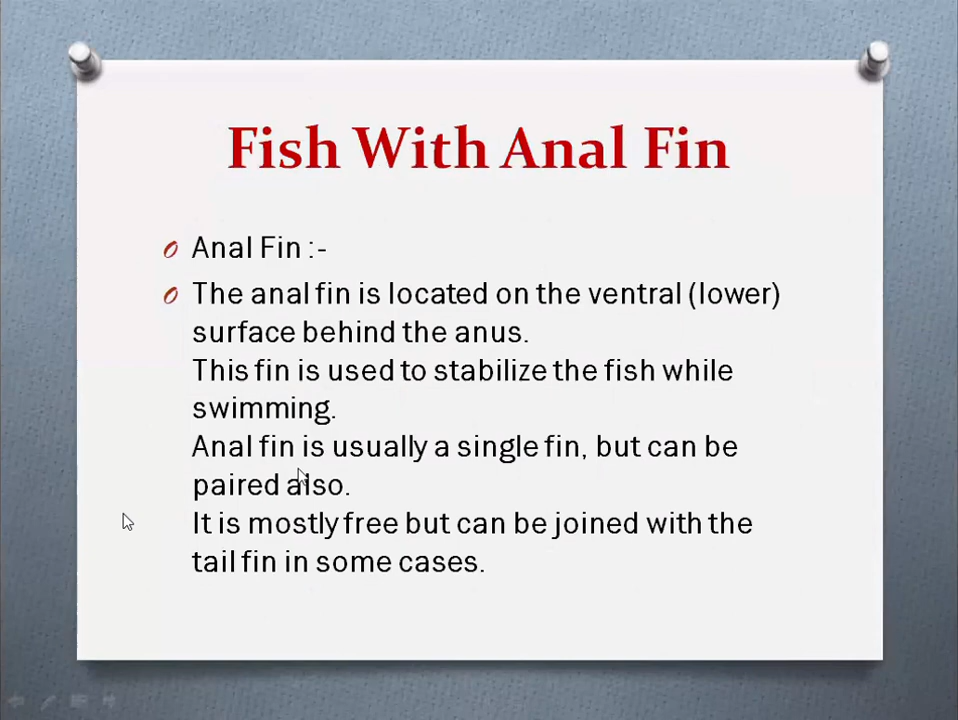 Fish With Anal Fin
Anal Fin :-
The anal fin is located on the ventral (lower)
surface behind the anus.
This fin is used to stabilize the fish while
swimming.
Anal fin is usually a single fin, but can be
paired also.
It is mostly free but can be joined with the
tail fin in some cases.